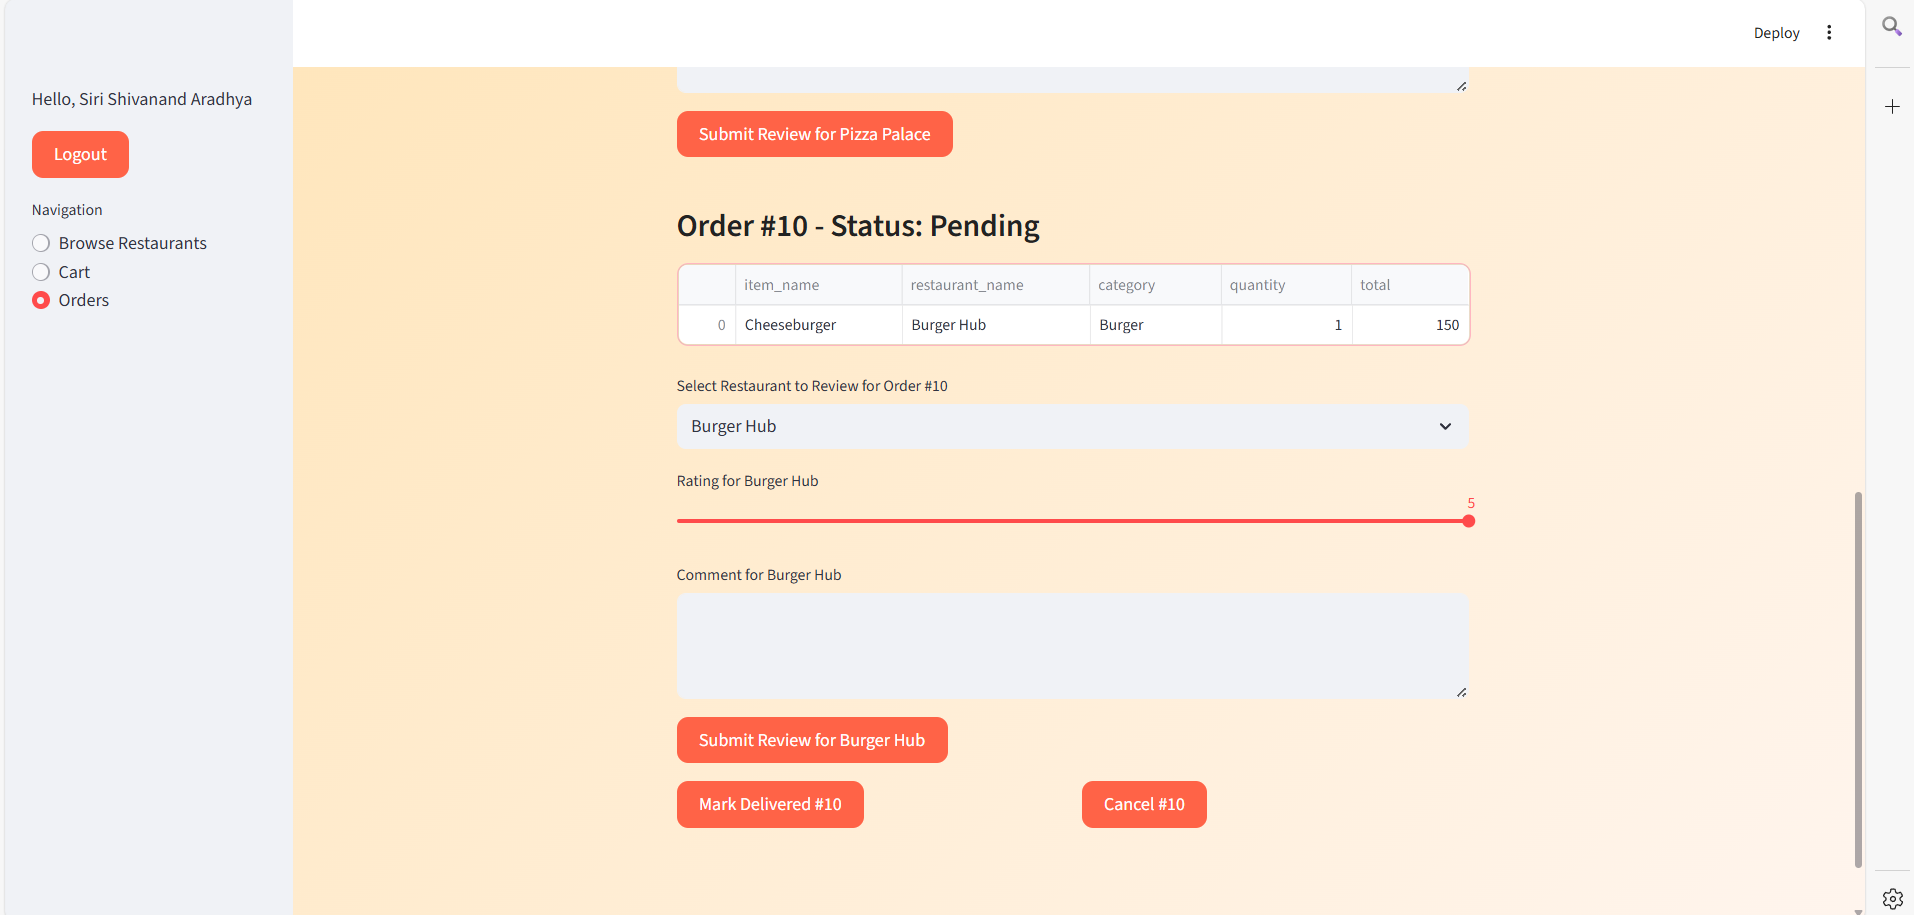 Deploy
Hello, Siri Shivanand Aradhya
Logout
Navigation
Browse Restaurants
Cart
Orders
Submit Review for Pizza Palace
Order #10 - Status: Pending
item_name restaurant_name category quantity total
0 Cheeseburger Burger Hub Burger 1 150
Select Restaurant to Review for Order #10
Burger Hub
Rating for Burger Hub
5
Comment for Burger Hub
Submit Review for Burger Hub
Mark Delivered #10 Cancel #10